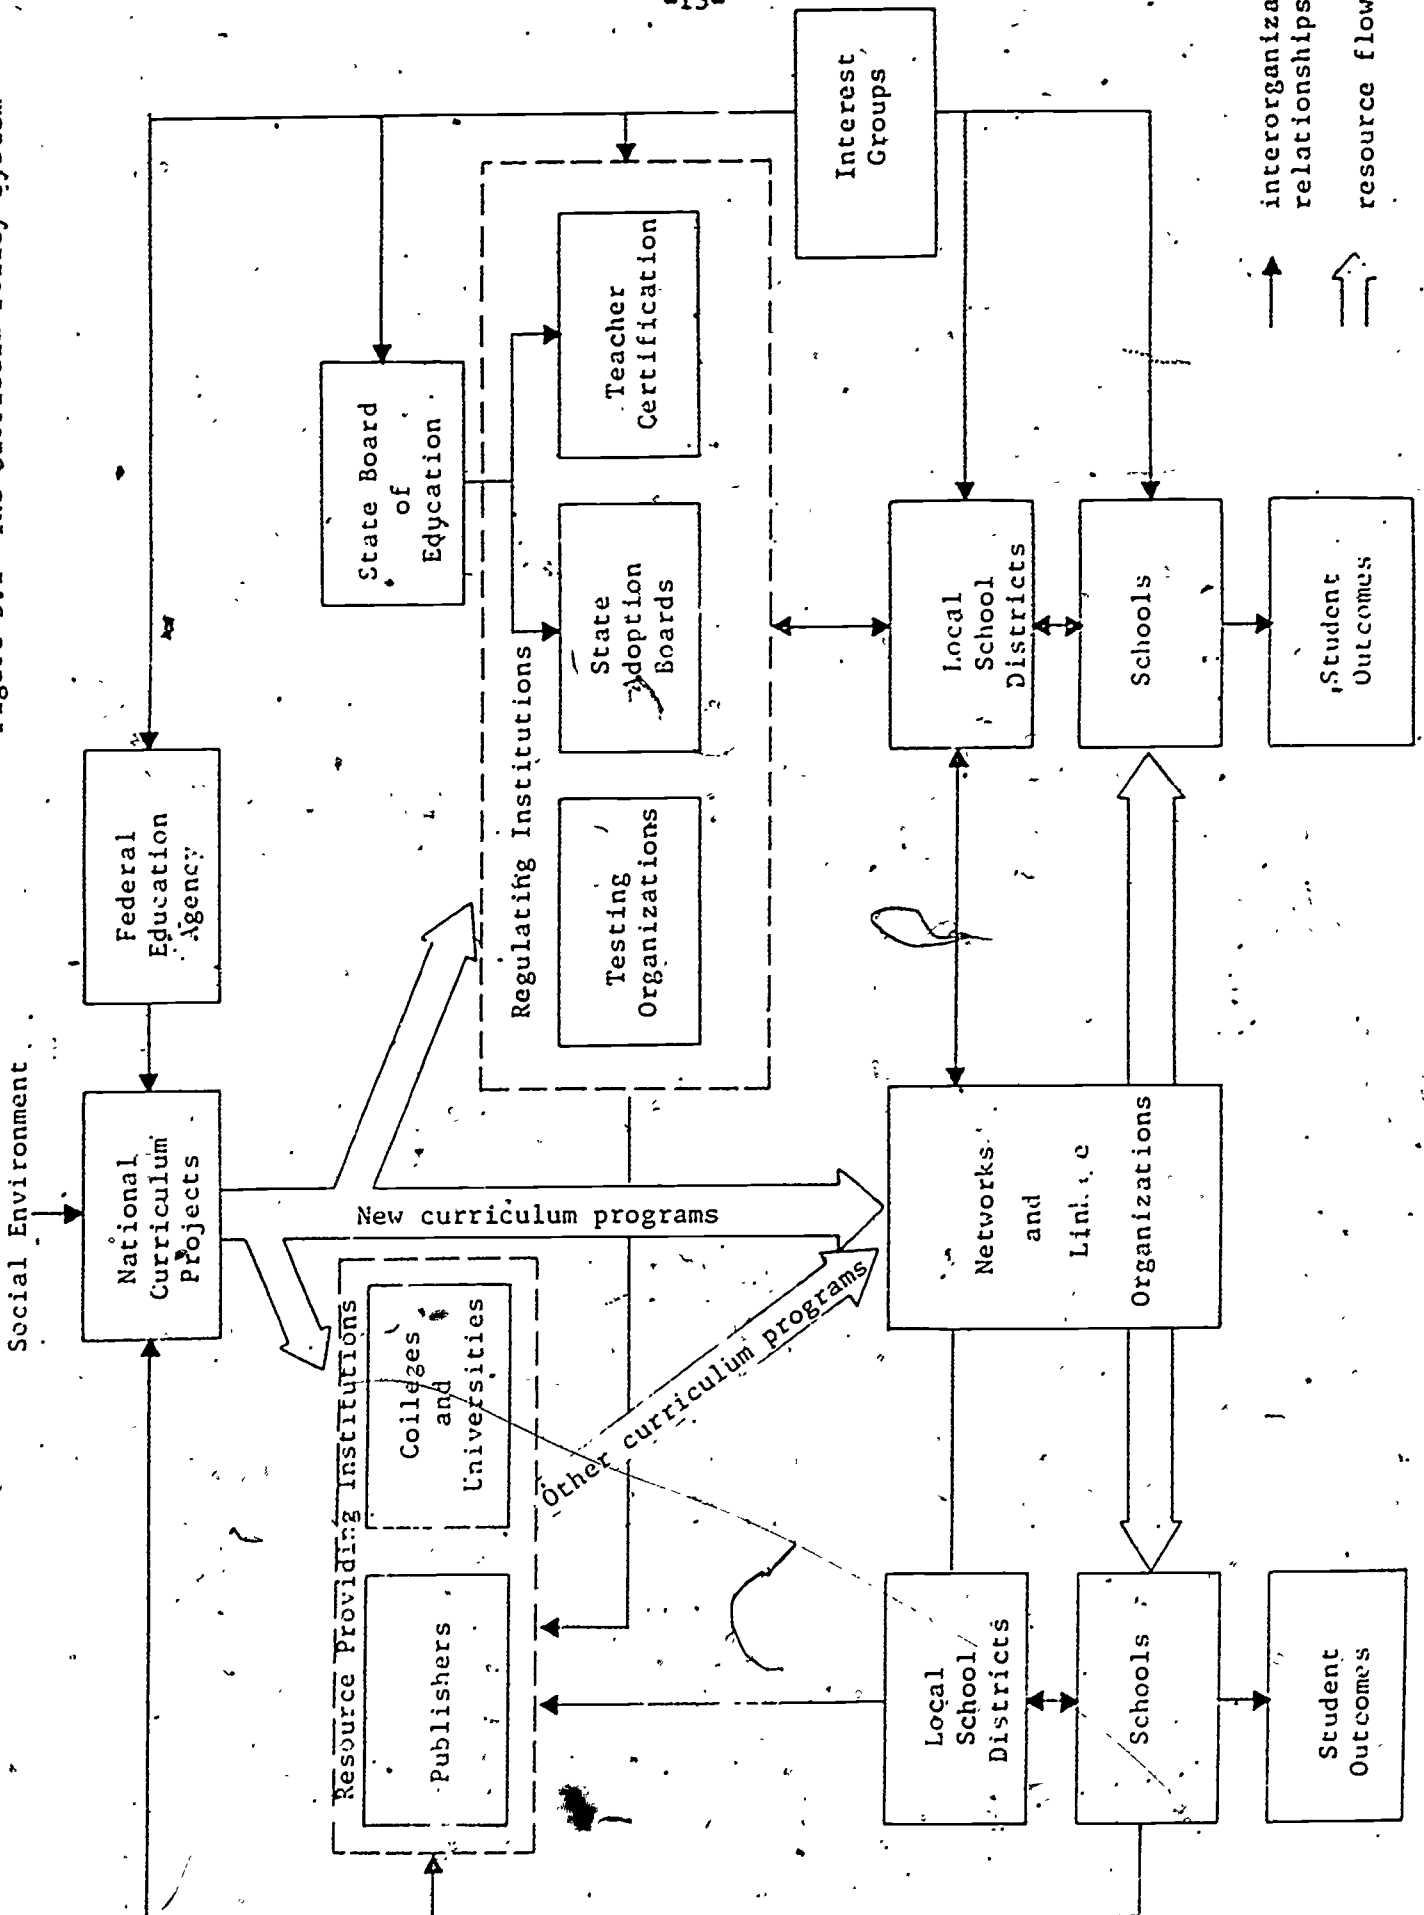 -13-
Social Environment
National
Curriculum
Projects
Federal
Education
Agency
State Board
of
Education
Resource Providing Institutions
Publishers
Colleges
and
Universities
New curriculum programs
Other curriculum programs
Regulating Institutions
Testing
Organizations
State
Adoption
Boards
Teacher
Certification
Interest
Groups
Local
School
Districts
Networks
and
Organizations
Local
School
Districts
Schools
Schools
Student
Outcomes
Student
Outcomes
interorganiza
relationships
resource flow